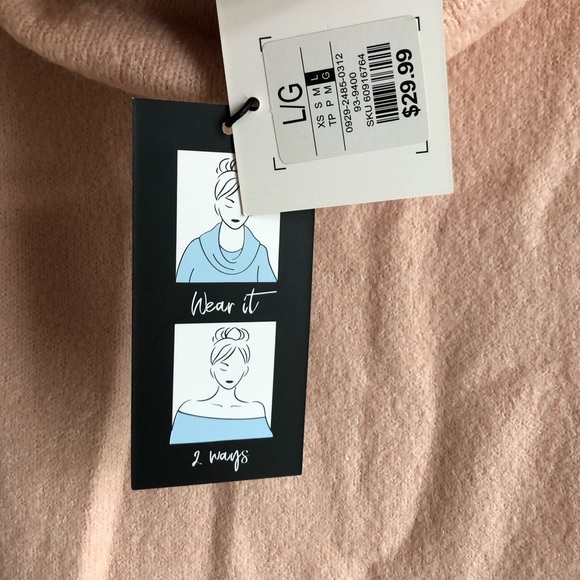 L/G
XS S M L
TP P M G
0929-2485-0312
93-9400
SKU 60916764
$29.99
Wear it
2 ways